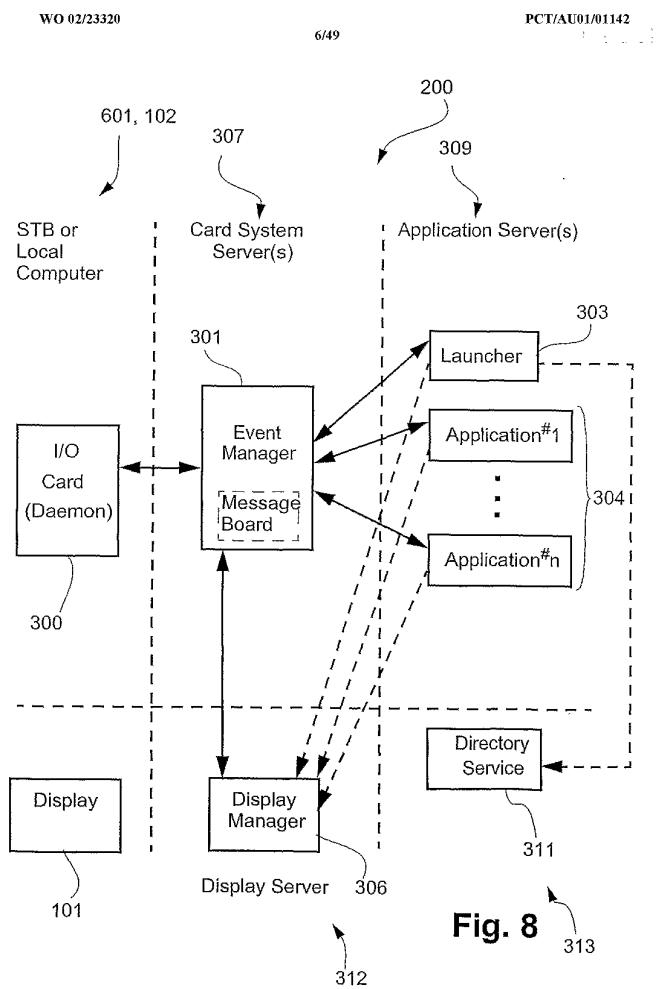 WO 02/23320
PCT/AU01/01142
6/49
200
601, 102
307
309
STB or
Local
Computer
Card System
Server(s)
Application Server(s)
301
303
Launcher
I/O
Card
(Daemon)
Event
Manager
Message
Board
Application#1
304
Application#n
300
Directory
Service
Display
Display
Manager
311
101
306
Display Server
Fig. 8
313
312